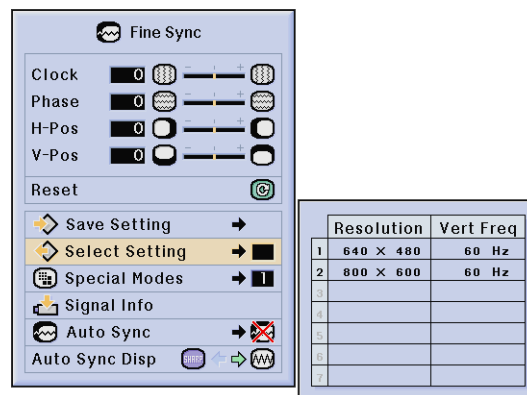 Fine Sync
Clock 0 - +
Phase 0 - +
H-Pos 0 - +
V-Pos 0 - +
Reset
Save Setting
Select Setting
Special Modes 1
Signal Info
Auto Sync
Auto Sync Disp SHARP
Resolution Vert Freq
1 640 × 480 60 Hz
2 800 × 600 60 Hz
3
4
5
6
7